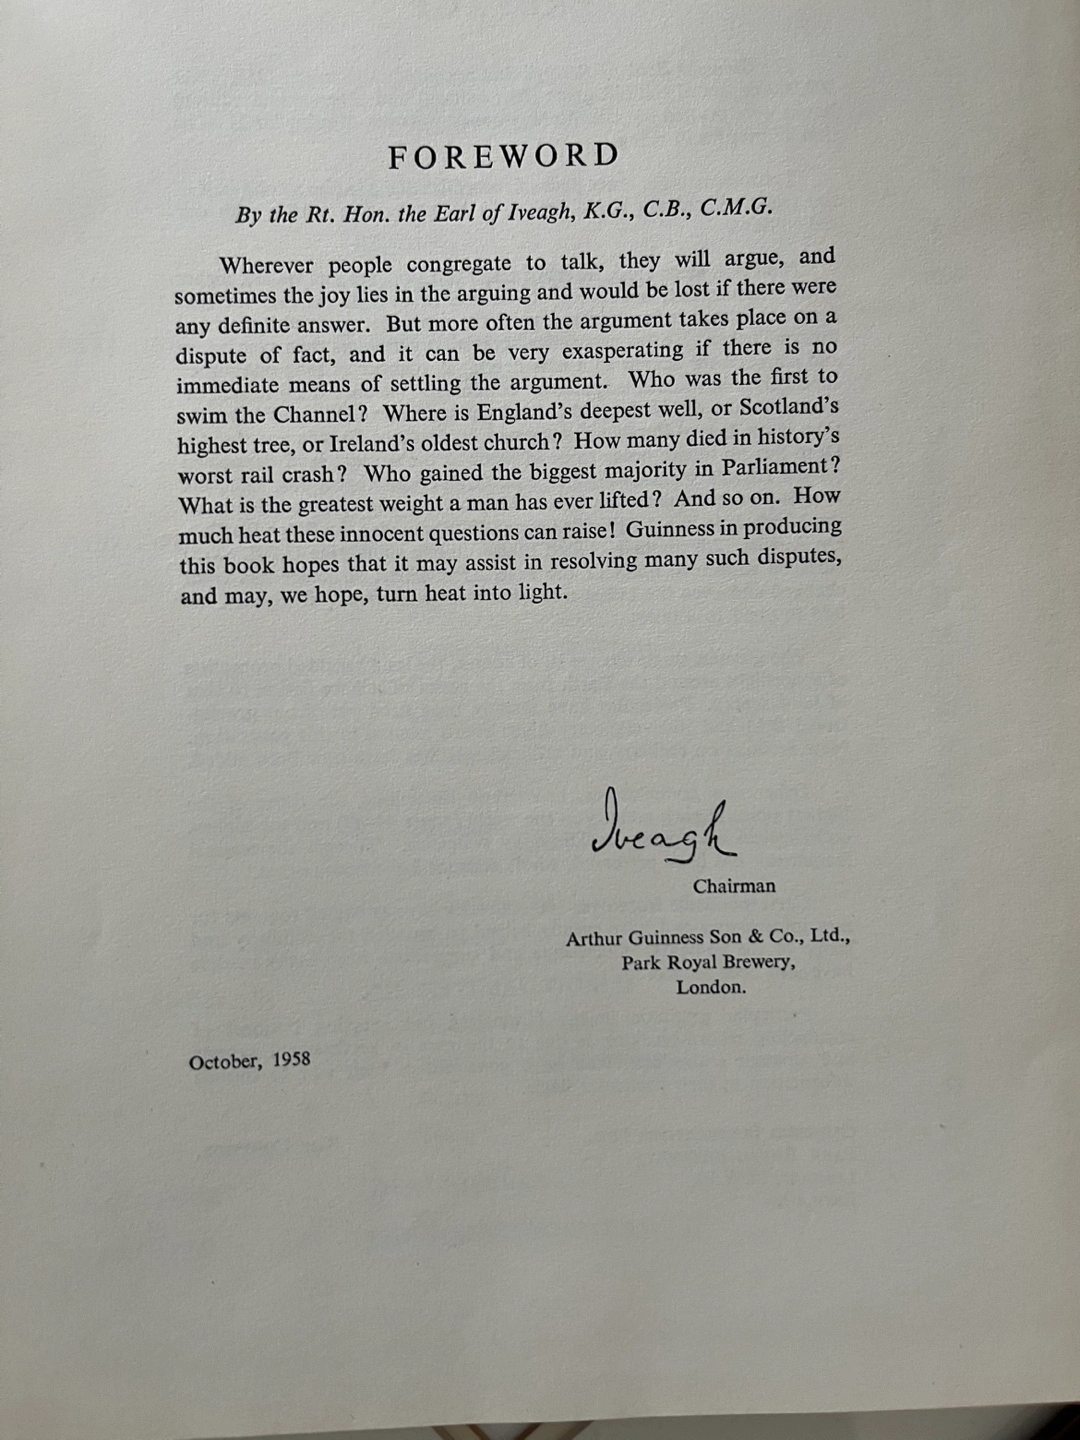 FOREWORD
By the Rt. Hon. the Earl of Iveagh, K.G., C.B., C.M.G.
Wherever people congregate to talk, they will argue, and
sometimes the joy lies in the arguing and would be lost if there were
any definite answer. But more often the argument takes place on a
dispute of fact, and it can be very exasperating if there is no
immediate means of settling the argument. Who was the first to
swim the Channel? Where is England's deepest well, or Scotland's
highest tree, or Ireland's oldest church? How many died in history's
worst rail crash? Who gained the biggest majority in Parliament?
What is the greatest weight a man has ever lifted? And so on. How
much heat these innocent questions can raise! Guinness in producing
this book hopes that it may assist in resolving many such disputes,
and may, we hope, turn heat into light.
Iveagh
Chairman
Arthur Guinness Son & Co., Ltd.,
Park Royal Brewery,
London.
October, 1958